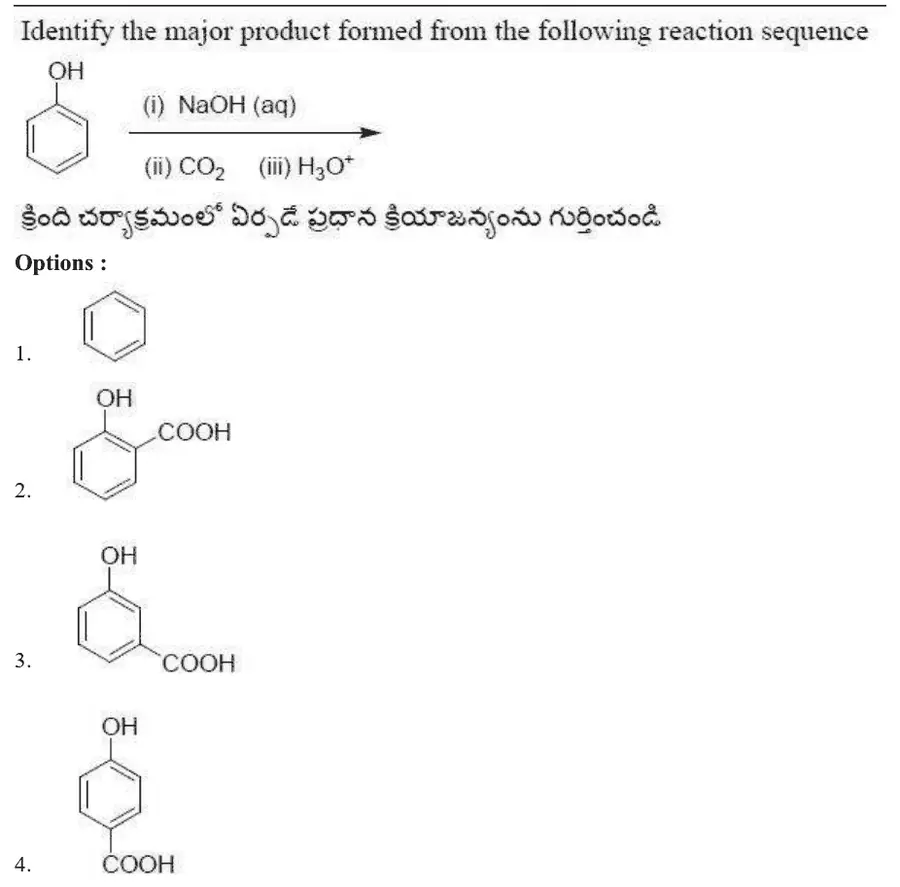 Identify the major product formed from the following reaction sequence
OH
(i) NaOH (aq)
(ii) CO₂ (iii) H₃O⁺
క్రింది చర్యాక్రమంలో ఏర్పడే ప్రధాన క్రియాజన్యంను గుర్తించండి
Options :
1.
OH
COOH
2.
OH
3.
COOH
OH
4.
COOH